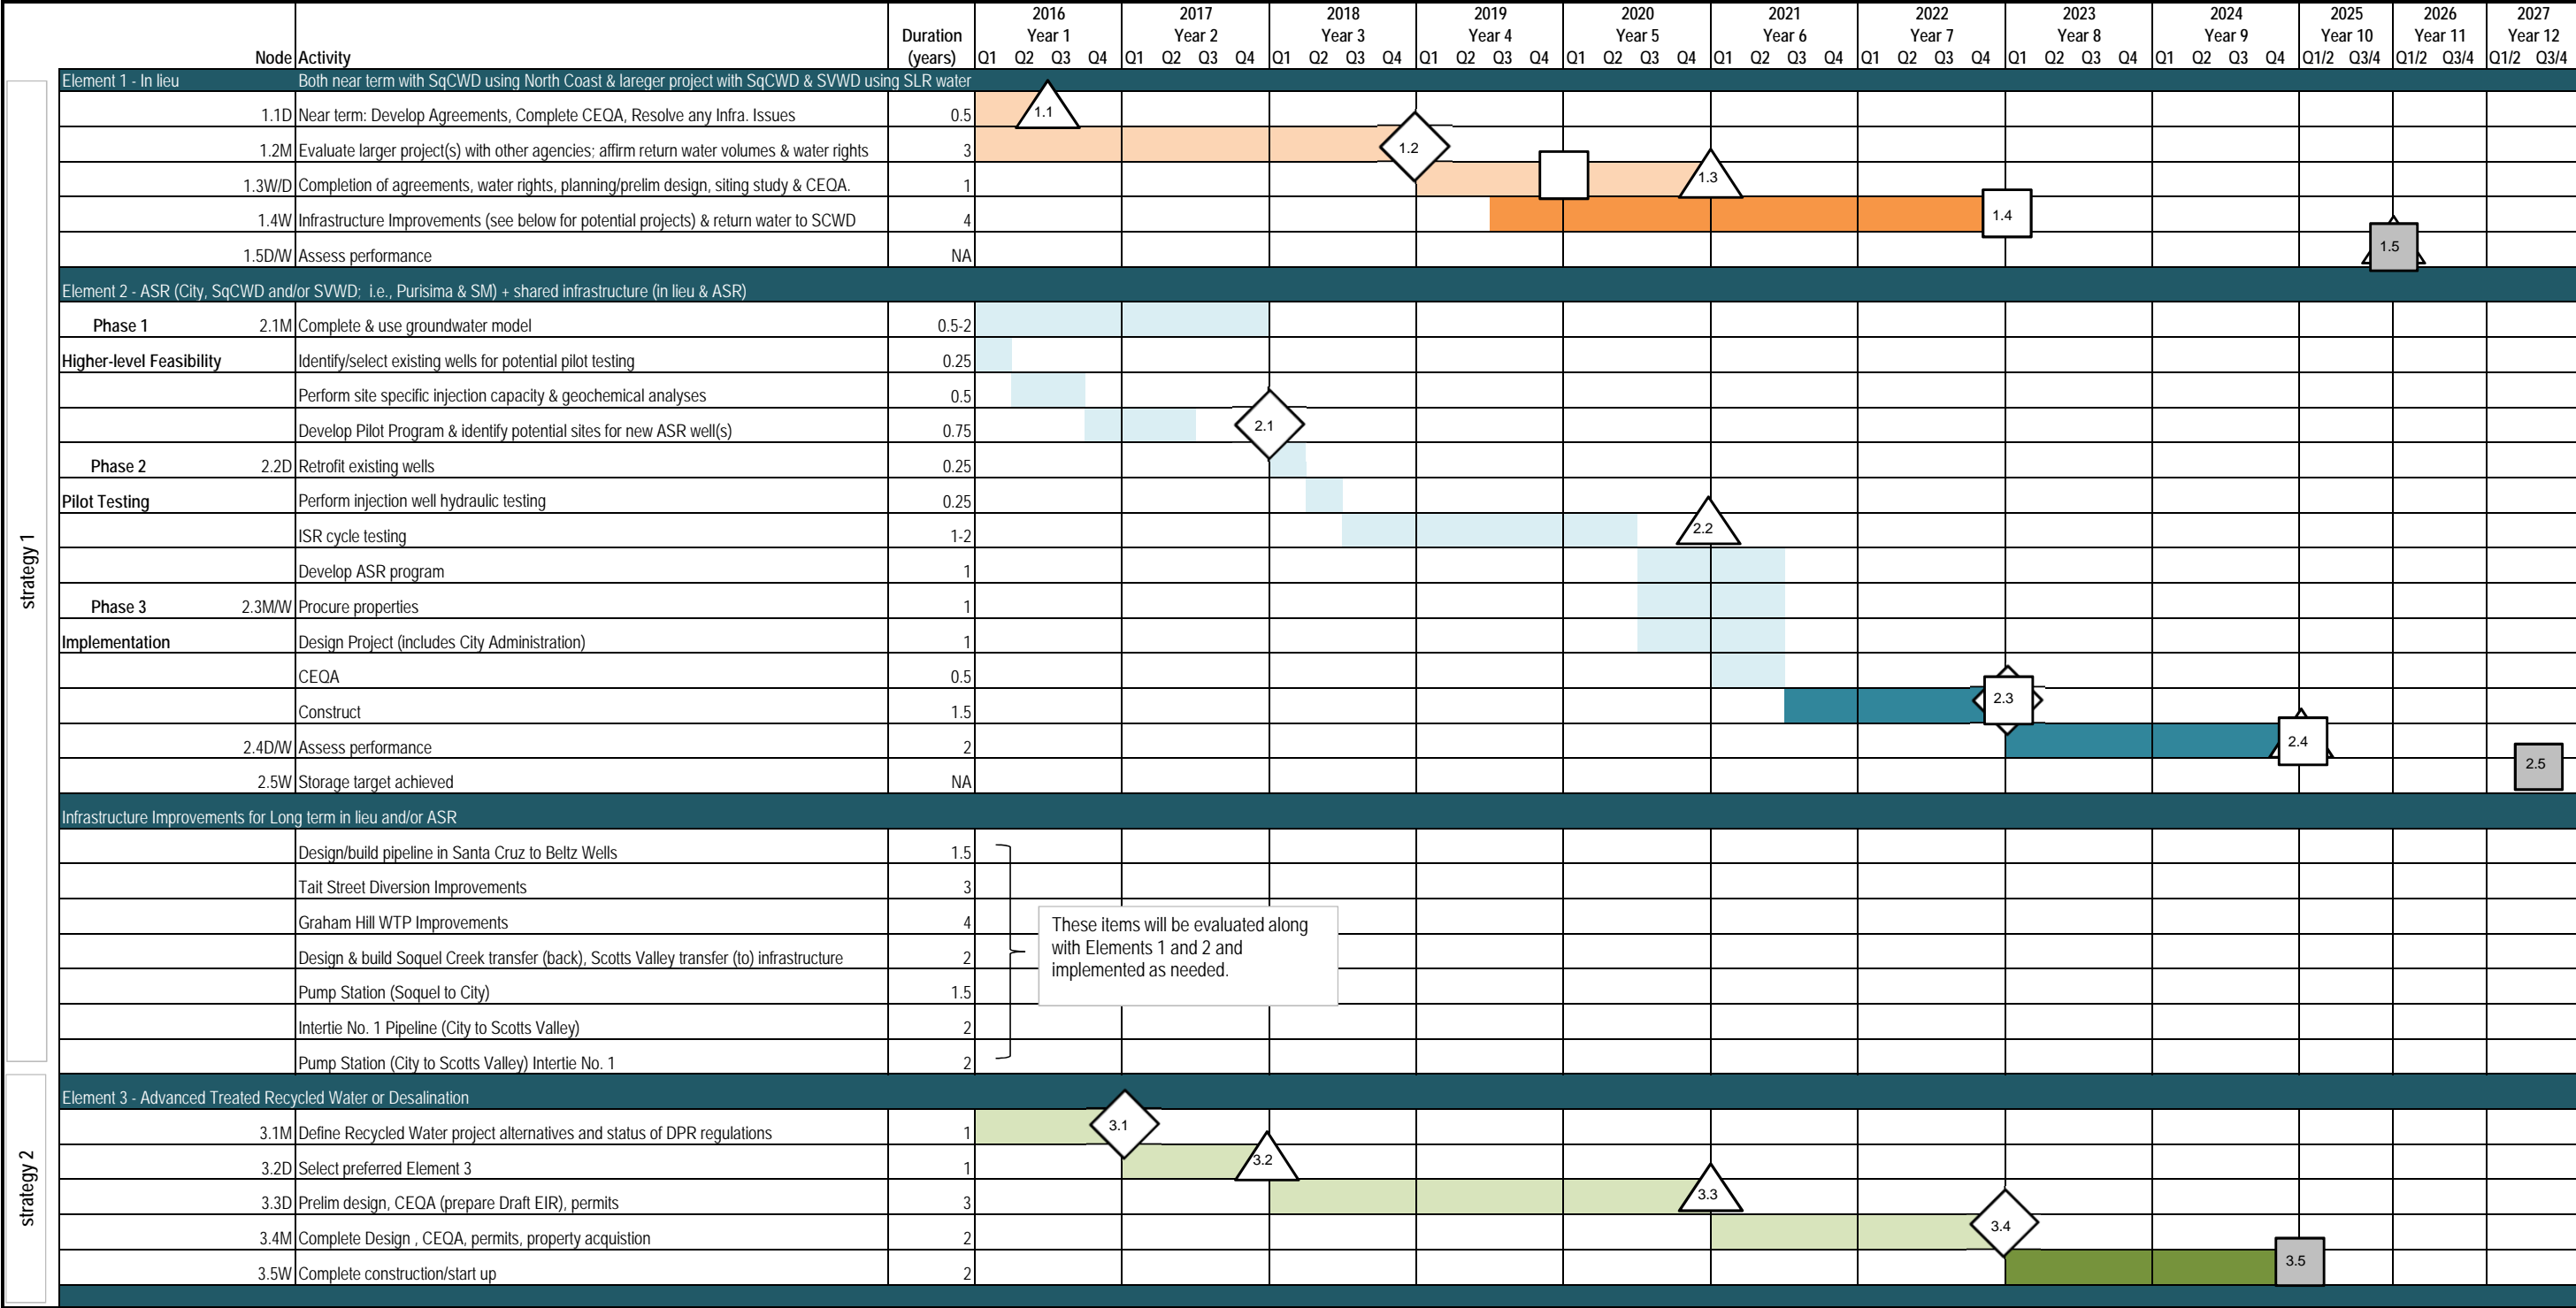 2016 2017 2018 2019 2020 2021 2022 2023 2024 2025 2026 2027
Duration Year 1 Year 2 Year 3 Year 4 Year 5 Year 6 Year 7 Year 8 Year 9 Year 10 Year 11 Year 12
Node Activity (years) Q1 Q2 Q3 Q4 Q1 Q2 Q3 Q4 Q1 Q2 Q3 Q4 Q1 Q2 Q3 Q4 Q1 Q2 Q3 Q4 Q1 Q2 Q3 Q4 Q1 Q2 Q3 Q4 Q1 Q2 Q3 Q4 Q1 Q2 Q3 Q4 Q1/2 Q3/4 Q1/2 Q3/4 Q1/2 Q3/4
strategy 1
Element 1 - In lieu Both near term with SqCWD using North Coast & lareger project with SqCWD & SVWD using SLR water
1.1D Near term: Develop Agreements, Complete CEQA, Resolve any Infra. Issues 0.5 1.1
1.2M Evaluate larger project(s) with other agencies; affirm return water volumes & water rights 3 1.2
1.3W/D Completion of agreements, water rights, planning/prelim design, siting study & CEQA. 1 1.3
1.4W Infrastructure Improvements (see below for potential projects) & return water to SCWD 4 1.4
1.5D/W Assess performance NA 1.5
Element 2 - ASR (City, SqCWD and/or SVWD; i.e., Purisima & SM) + shared infrastructure (in lieu & ASR)
Phase 1 2.1M Complete & use groundwater model 0.5-2
Higher-level Feasibility Identify/select existing wells for potential pilot testing 0.25
Perform site specific injection capacity & geochemical analyses 0.5
Develop Pilot Program & identify potential sites for new ASR well(s) 0.75 2.1
Phase 2 2.2D Retrofit existing wells 0.25
Pilot Testing Perform injection well hydraulic testing 0.25
ISR cycle testing 1-2 2.2
Develop ASR program 1
Phase 3 2.3M/W Procure properties 1
Implementation Design Project (includes City Administration) 1
CEQA 0.5
Construct 1.5 2.3
2.4D/W Assess performance 2 2.4
2.5W Storage target achieved NA 2.5
Infrastructure Improvements for Long term in lieu and/or ASR
Design/build pipeline in Santa Cruz to Beltz Wells 1.5
Tait Street Diversion Improvements 3
Graham Hill WTP Improvements 4
Design & build Soquel Creek transfer (back), Scotts Valley transfer (to) infrastructure 2
Pump Station (Soquel to City) 1.5
Intertie No. 1 Pipeline (City to Scotts Valley) 2
Pump Station (City to Scotts Valley) Intertie No. 1 2
These items will be evaluated along
with Elements 1 and 2 and
implemented as needed.
strategy 2
Element 3 - Advanced Treated Recycled Water or Desalination
3.1M Define Recycled Water project alternatives and status of DPR regulations 1 3.1
3.2D Select preferred Element 3 1 3.2
3.3D Prelim design, CEQA (prepare Draft EIR), permits 3 3.3
3.4M Complete Design , CEQA, permits, property acquistion 2 3.4
3.5W Complete construction/start up 2 3.5